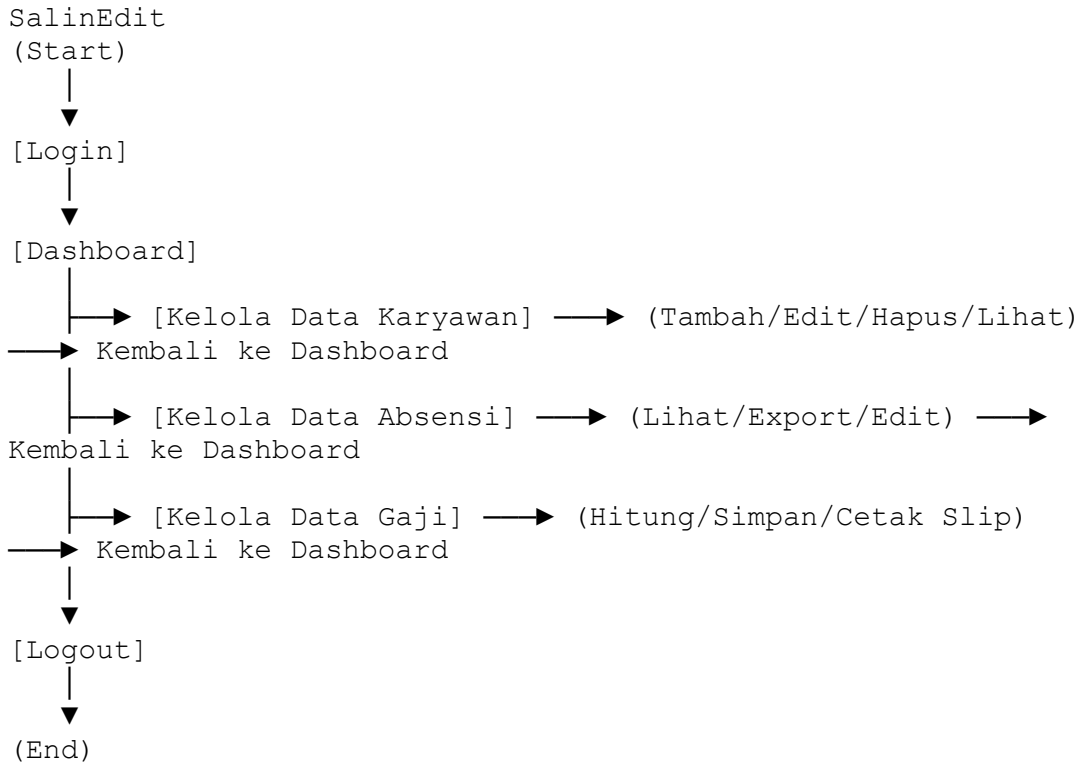 SalinEdit
(Start)
│
▼
[Login]
│
▼
[Dashboard]
│
├──► [Kelola Data Karyawan] ──► (Tambah/Edit/Hapus/Lihat)
──► Kembali ke Dashboard
│
├──► [Kelola Data Absensi] ──► (Lihat/Export/Edit) ──►
Kembali ke Dashboard
│
├──► [Kelola Data Gaji] ──► (Hitung/Simpan/Cetak Slip)
──► Kembali ke Dashboard
│
▼
[Logout]
│
▼
(End)